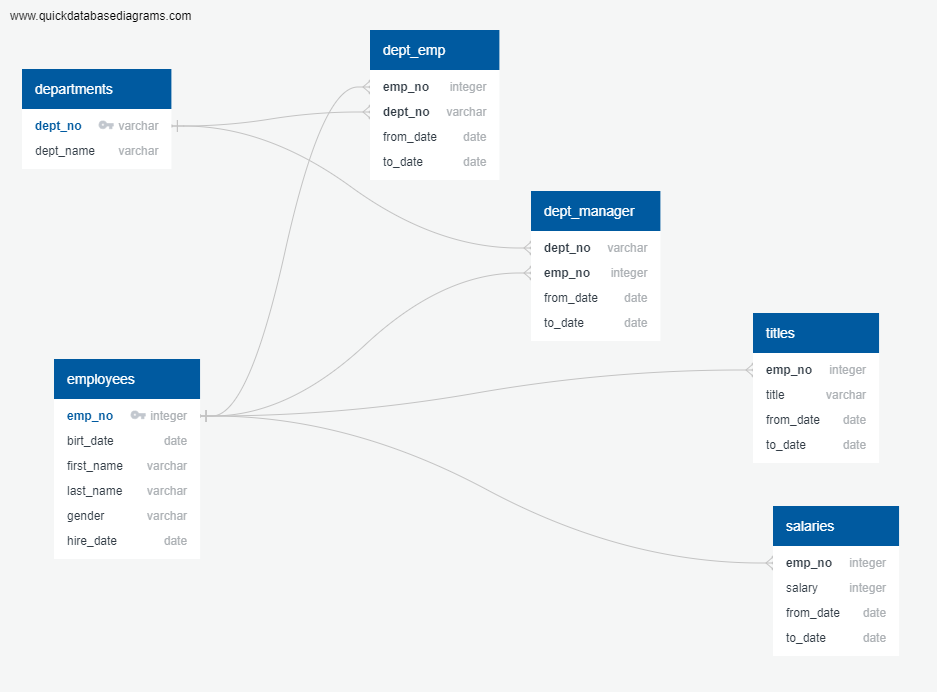 www.quickdatabasediagrams.com
departments
dept_no varchar
dept_name varchar
dept_emp
emp_no integer
dept_no varchar
from_date date
to_date date
dept_manager
dept_no varchar
emp_no integer
from_date date
to_date date
titles
emp_no integer
title varchar
from_date date
to_date date
employees
emp_no integer
birt_date date
first_name varchar
last_name varchar
gender varchar
hire_date date
salaries
emp_no integer
salary integer
from_date date
to_date date